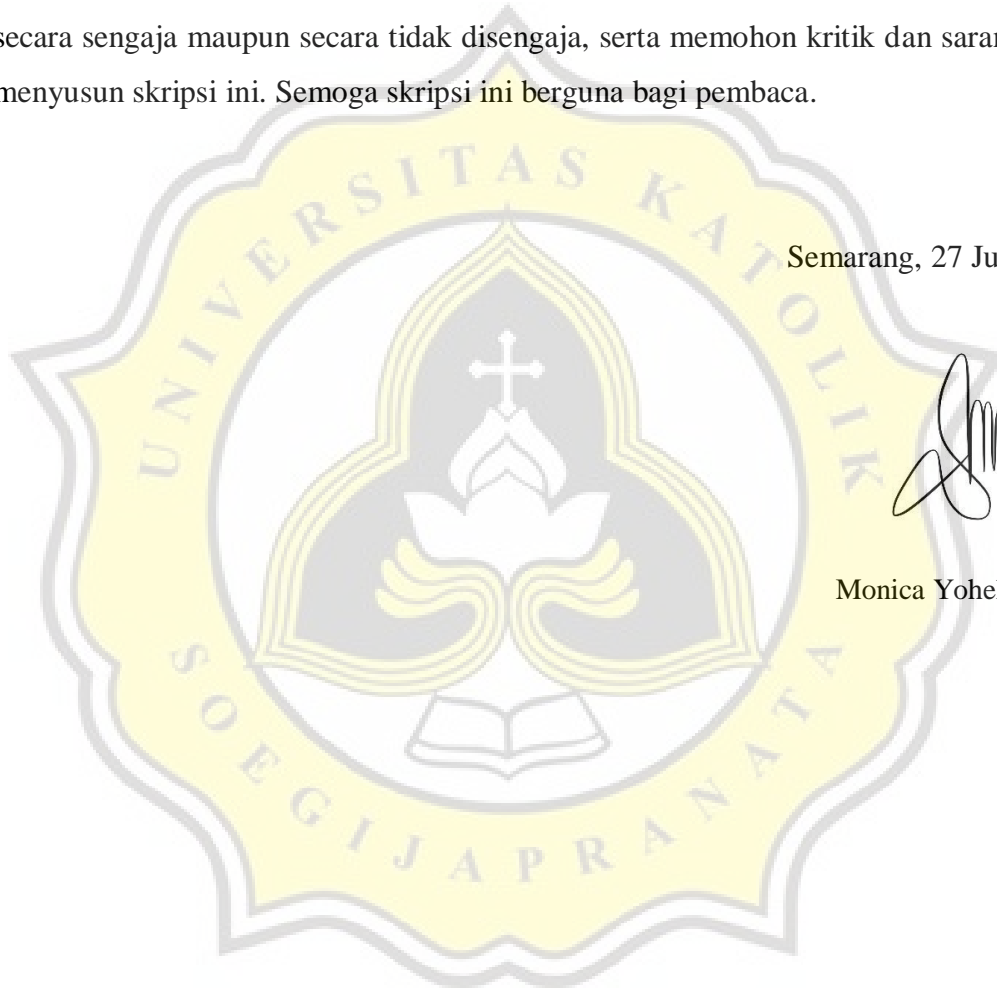 secara sengaja maupun secara tidak disengaja, serta memohon kritik dan saran
menyusun skripsi ini. Semoga skripsi ini berguna bagi pembaca.
UNIVERSITAS KATOLIK
Semarang, 27 Ju
Monica Yohe
SOEGIJAPRANATA